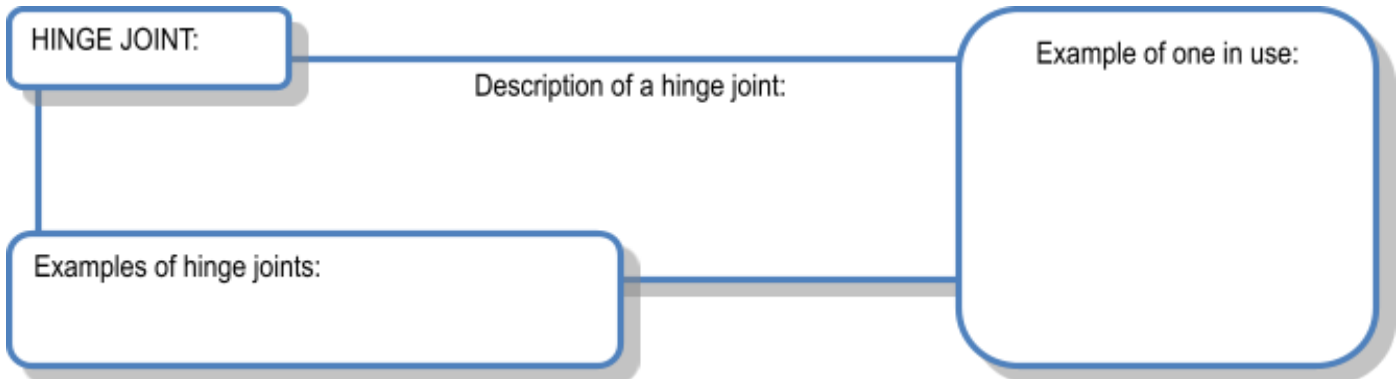 HINGE JOINT:
Description of a hinge joint:
Example of one in use:
Examples of hinge joints: